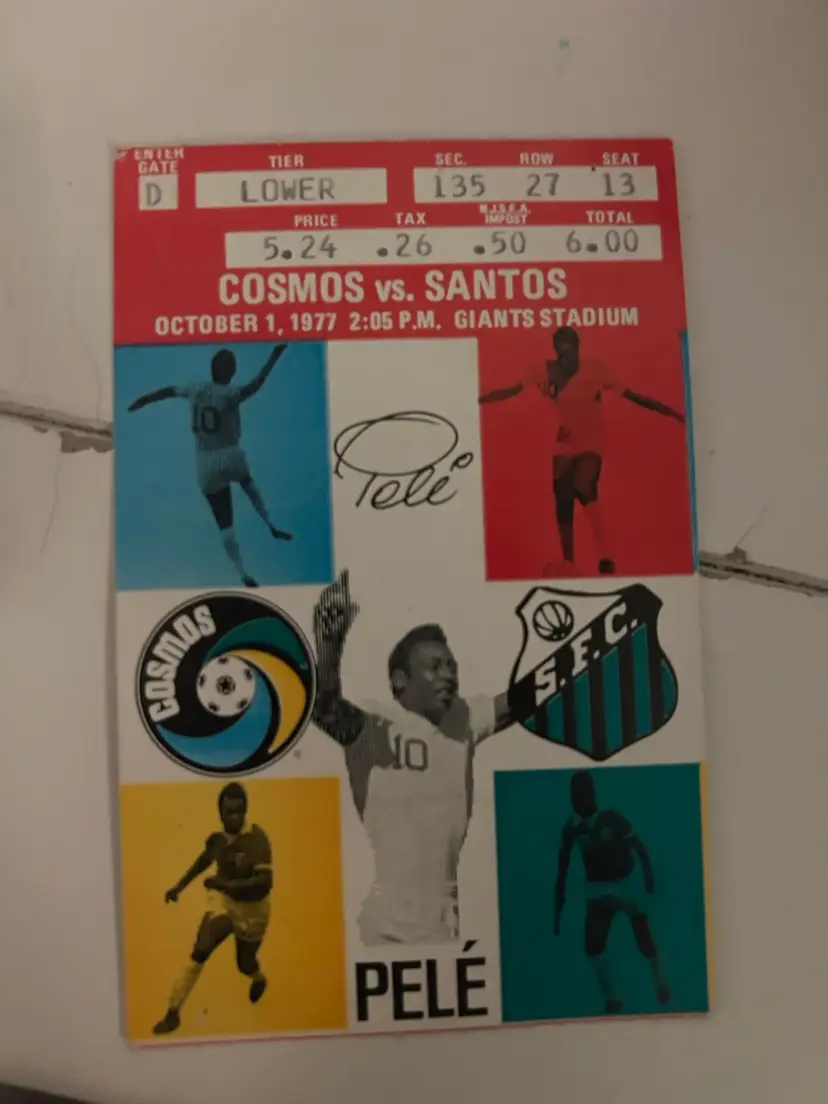 ENTER
GATE TIER SEC. ROW SEAT
D LOWER 135 27 13
PRICE TAX N.J.S.E.A. IMPOST TOTAL
5.24 .26 .50 6.00
COSMOS vs. SANTOS
OCTOBER 1, 1977 2:05 P.M. GIANTS STADIUM
10
Pelé
COSMOS
S.F.C.
10
PELÉ